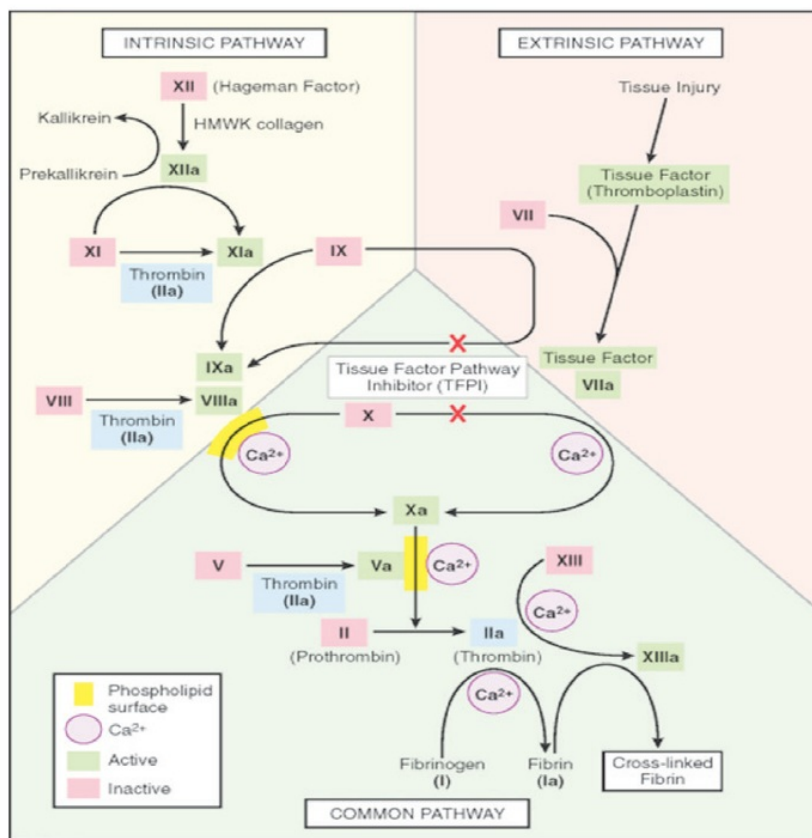 INTRINSIC PATHWAY
XII (Hageman Factor)
HMWK collagen
Kallikrein
Prekallikrein
XIIa
XI
XIa
Thrombin
(IIa)
IX
IXa
VIII
VIIIa
Thrombin
(IIa)
EXTRINSIC PATHWAY
Tissue Injury
Tissue Factor
(Thromboplastin)
VII
Tissue Factor
VIIa
X
Tissue Factor Pathway
Inhibitor (TFPI)
X
X
Ca2+
Ca2+
Xa
V
Va
Ca2+
Thrombin
(IIa)
XIII
Ca2+
II
(Prothrombin)
IIa
(Thrombin)
XIIIa
Ca2+
Fibrinogen
(I)
Fibrin
(Ia)
Cross-linked
Fibrin
Phospholipid
surface
Ca2+
Active
Inactive
COMMON PATHWAY